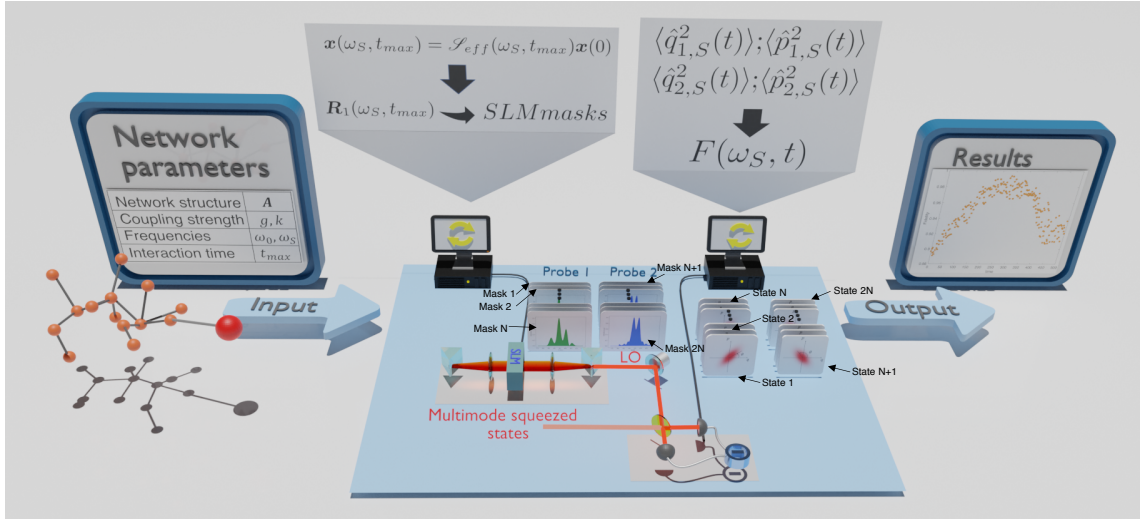 Network
parameters
Network structure A
Coupling strength g, k
Frequencies ω₀, ω_S
Interaction time t_max
Input
𝒙(ω_S, t_max) = 𝒮_eff(ω_S, t_max)𝒙(0)
R₁(ω_S, t_max) SLMmasks
⟨q̂²₁,S(t)⟩;⟨p̂²₁,S(t)⟩
⟨q̂²₂,S(t)⟩;⟨p̂²₂,S(t)⟩
F(ω_S, t)
Results
Output
Probe 1
Probe 2
Mask N+1
Mask 1
Mask 2
Mask N
Mask 2N
State N
State 2N
State 2
State 1
State N+1
SLM
LO
Multimode squeezed
states